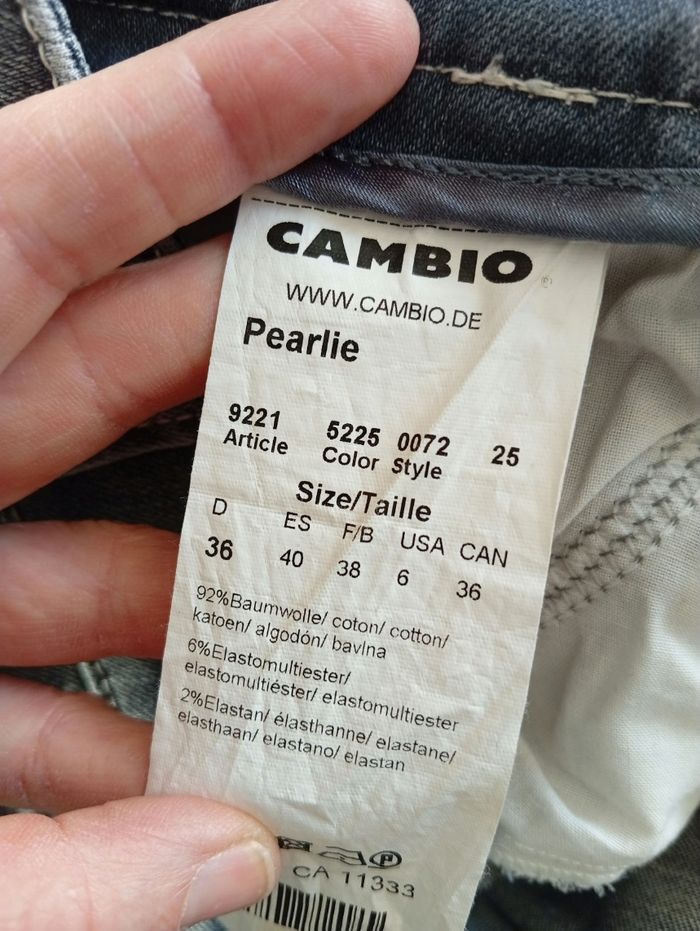 CAMBIO®
WWW.CAMBIO.DE
Pearlie
9221 5225 0072 25
Article Color Style
Size/Taille
D ES F/B USA CAN
36 40 38 6 36
92%Baumwolle/ coton/ cotton/
katoen/ algodón/ bavlna
6%Elastomultiester/
elastomultiéster/ elastomultiester
2%Elastan/ élasthanne/ elastane/
elasthaan/ elastano/ elastan
P
CA 11333